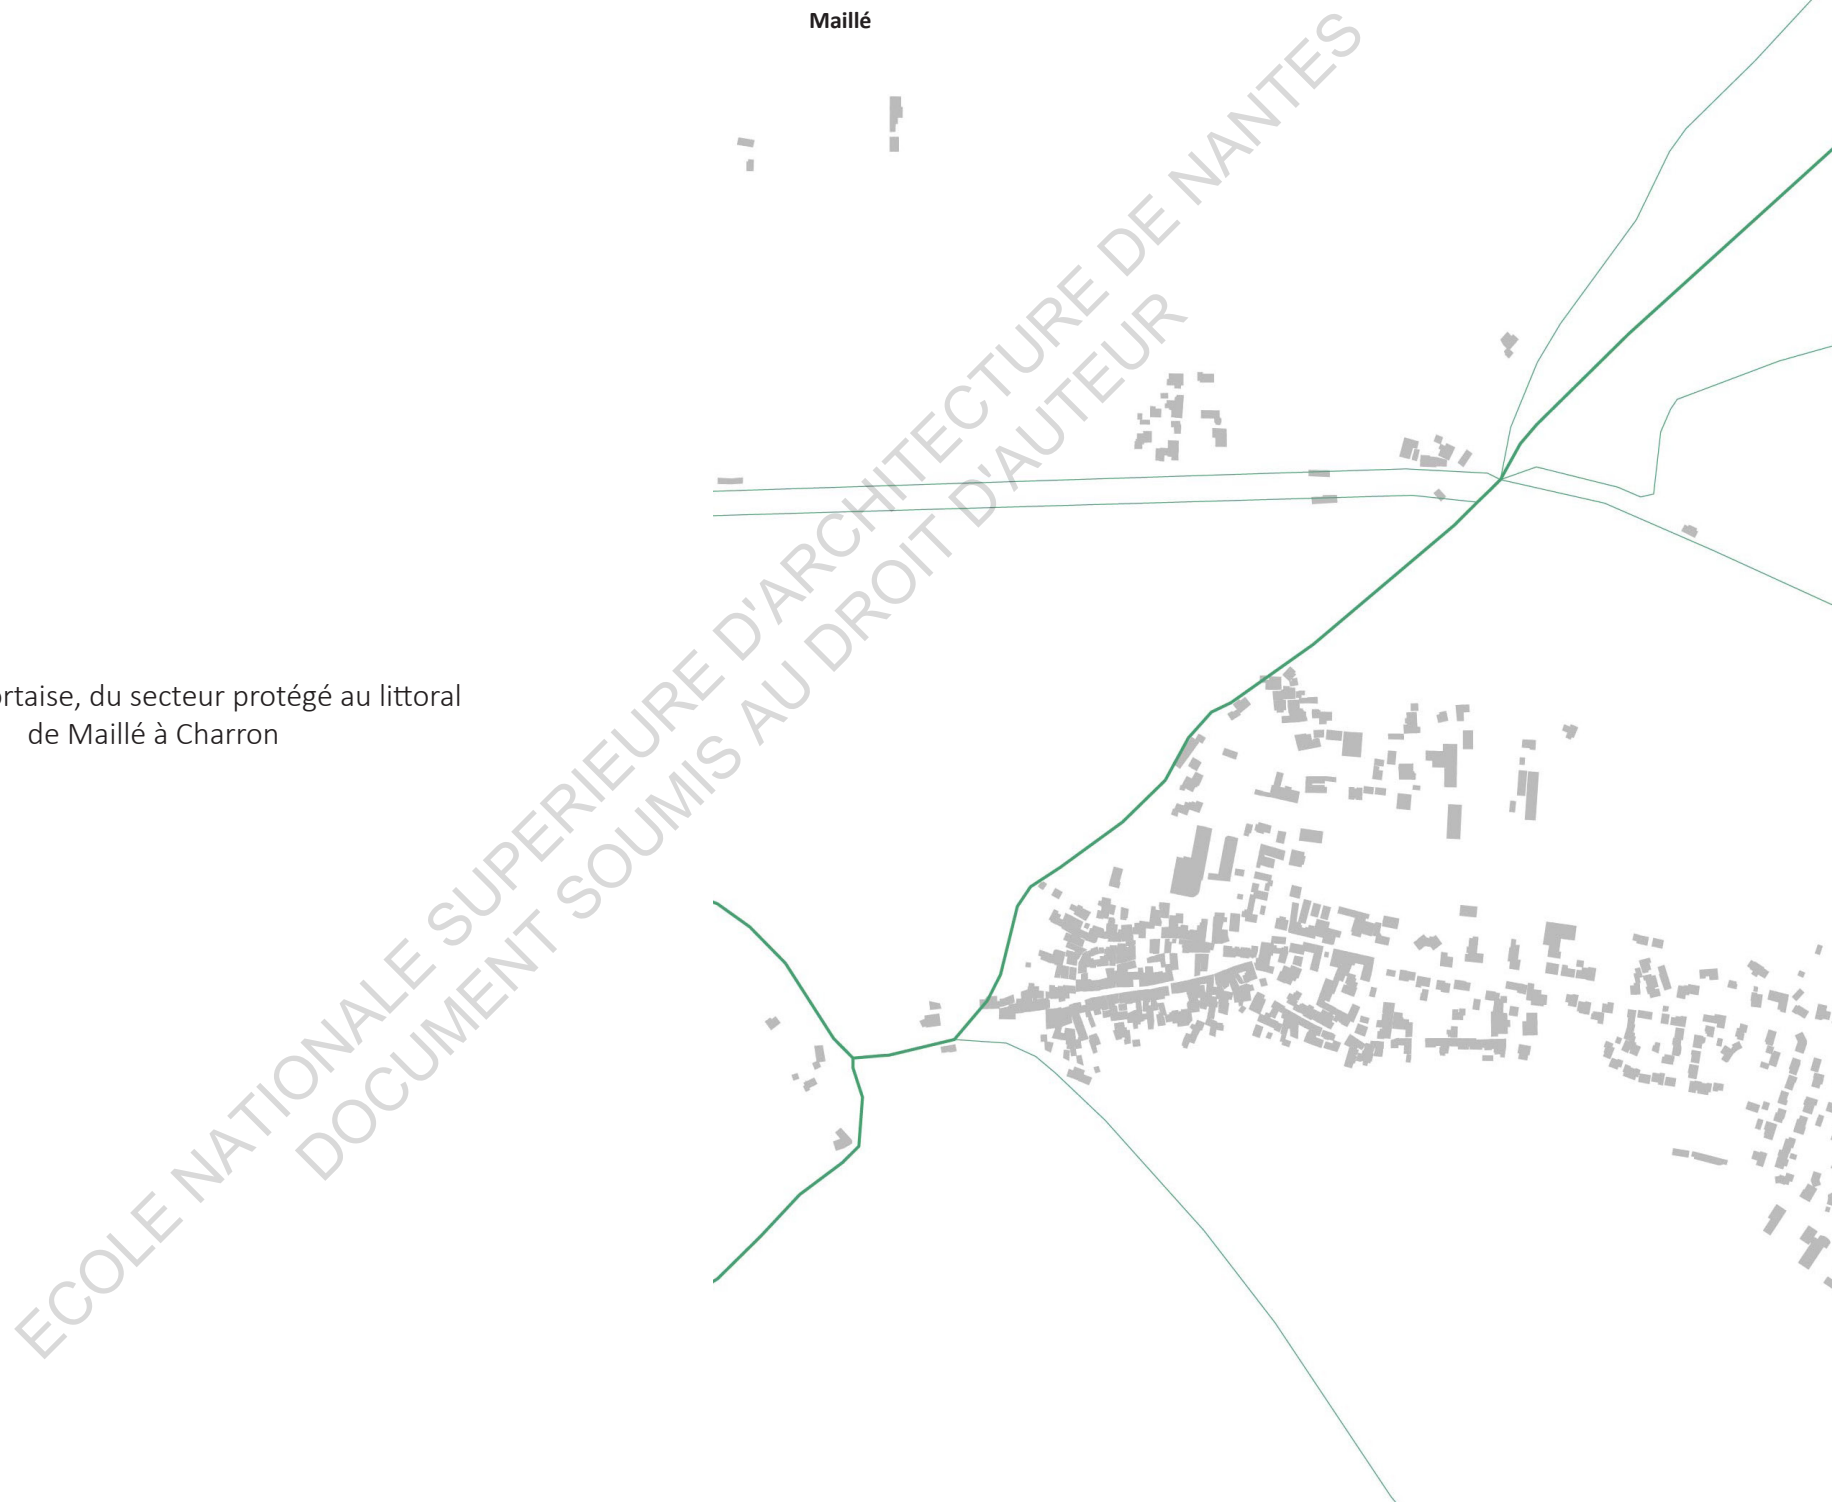 Maillé
rtaise, du secteur protégé au littoral
de Maillé à Charron
ECOLE NATIONALE SUPERIEURE D'ARCHITECTURE DE NANTES
DOCUMENT SOUMIS AU DROIT D'AUTEUR